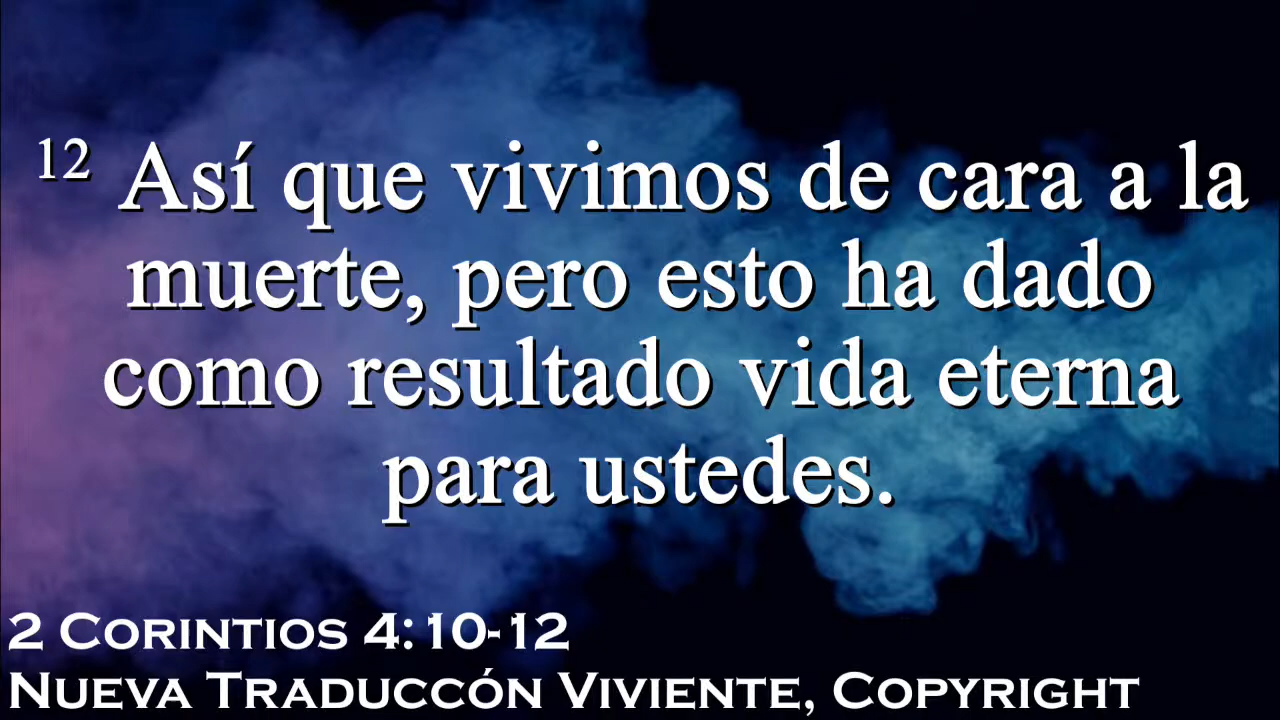 12 Así que vivimos de cara a la
muerte, pero esto ha dado
como resultado vida eterna
para ustedes.
2 Corintios 4:10-12
Nueva Traduccón Viviente, Copyright